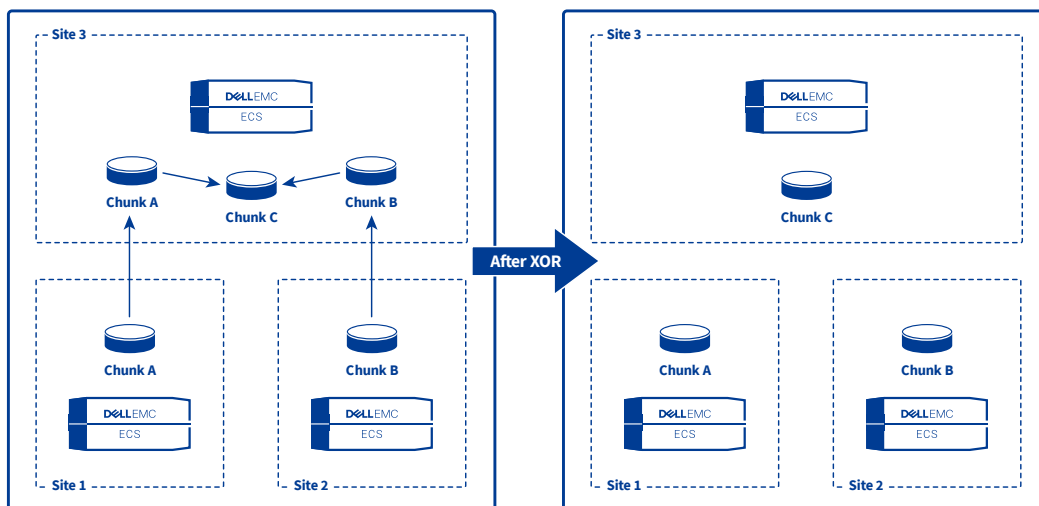 Site 3
DELLEMC
ECS
Chunk A
Chunk C
Chunk B
Chunk A
Chunk B
DELLEMC
ECS
DELLEMC
ECS
Site 1
Site 2
After XOR
Site 3
DELLEMC
ECS
Chunk C
Chunk A
Chunk B
DELLEMC
ECS
DELLEMC
ECS
Site 1
Site 2